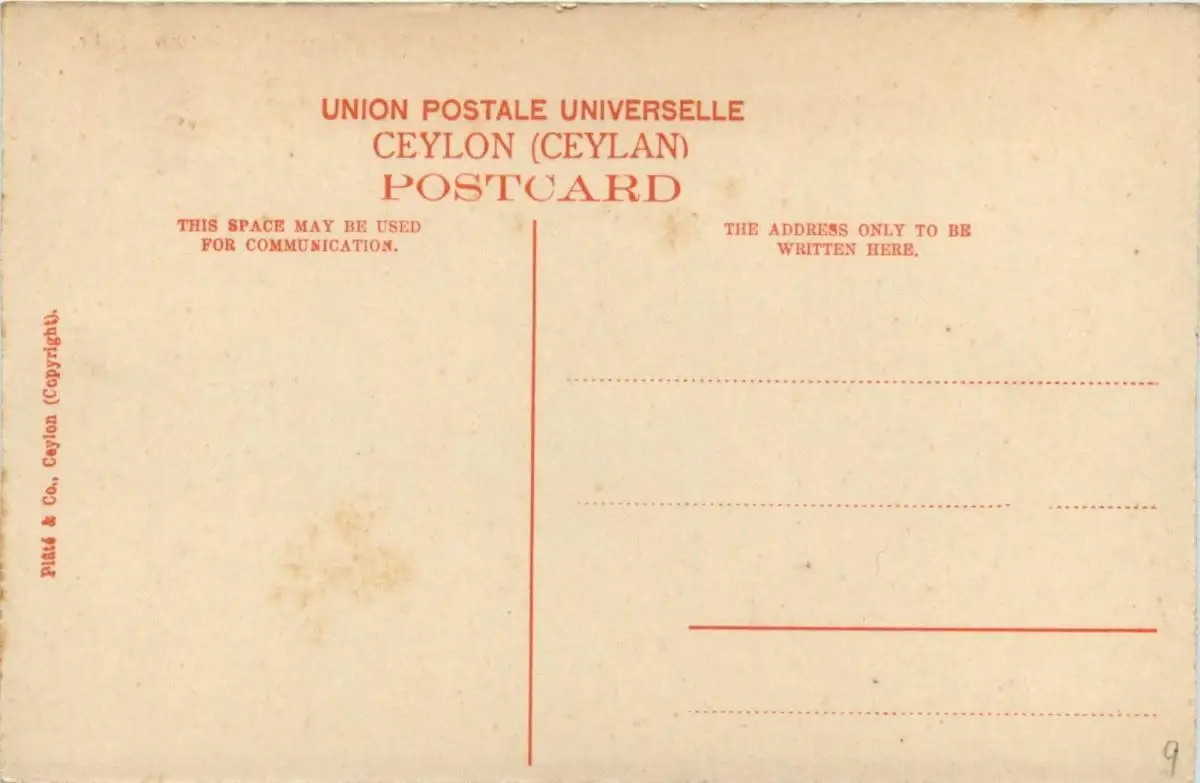 UNION POSTALE UNIVERSELLE
CEYLON (CEYLAN)
POSTCARD
THIS SPACE MAY BE USED
FOR COMMUNICATION.
THE ADDRESS ONLY TO BE
WRITTEN HERE.
Plâté & Co., Ceylon (Copyright).
9